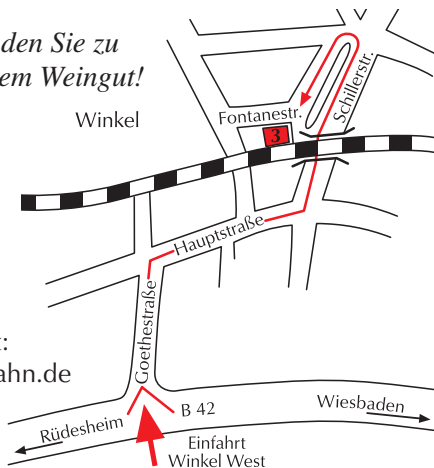 den Sie zu
em Weingut!
Winkel
Fontanestr.
Schillerstr.
3
Hauptstraße
Goethestraße
:
ahn.de
B 42
Wiesbaden
Rüdesheim
Einfahrt
Winkel West